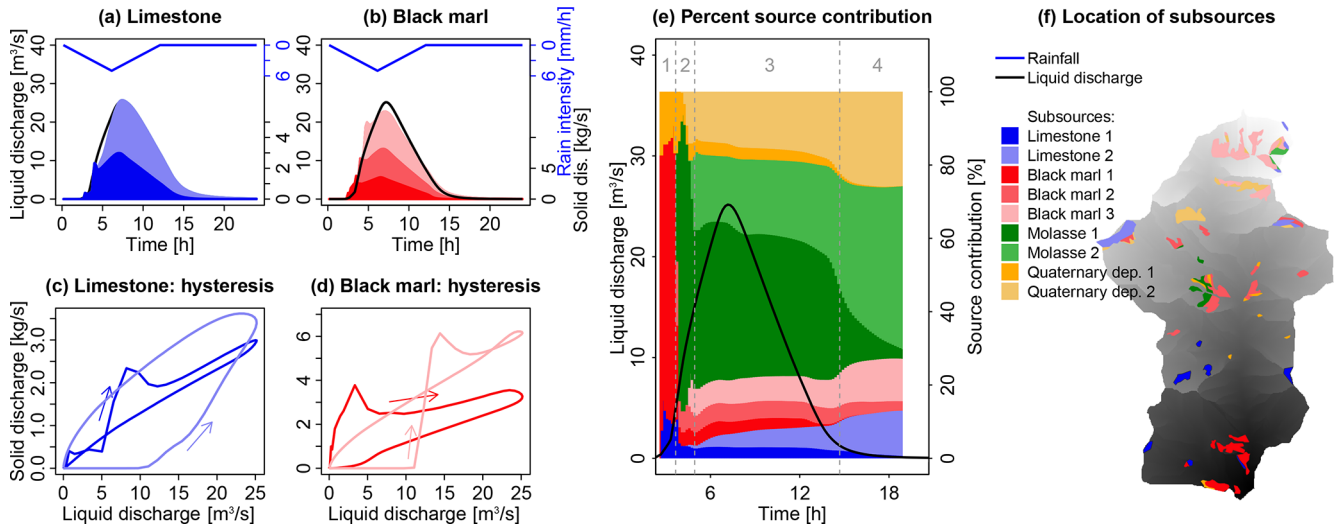 (a) Limestone
(b) Black marl
(e) Percent source contribution
(f) Location of subsources
Liquid discharge [m³/s]
0 10 20 30 40
0 2 4
6 0
0 5 10 15 20
Time [h]
0 5
6 0
0 5 10 15 20
Time [h]
Solid dis. [kg/s]
Rain intensity [mm/h]
(c) Limestone: hysteresis
(d) Black marl: hysteresis
Solid discharge [kg/s]
0.0 1.0 2.0 3.0
0 5 10 15 20 25
Liquid discharge [m³/s]
0 2 4 6
0 5 10 15 20 25
Liquid discharge [m³/s]
Liquid discharge [m³/s]
0 10 20 30 40
1 2 3 4
0 20 40 60 80 100
Source contribution [%]
6 12 18
Time [h]
Rainfall
Liquid discharge
Subsources:
Limestone 1
Limestone 2
Black marl 1
Black marl 2
Black marl 3
Molasse 1
Molasse 2
Quaternary dep. 1
Quaternary dep. 2